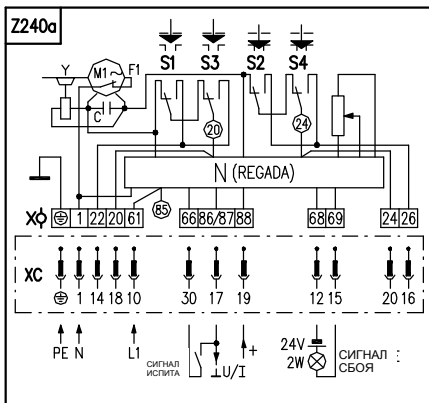 Z240a
S1 S3 S2 S4
Y M1 F1
C
20 24
N (REGADA)
85
X 1 22 20 61 66 86/87 88 68 69 24 26
XC
1 14 18 10 30 17 19 12 15 20 16
PE N L1 СИГНАЛ ИСПИТА U/I + 24V 2W СИГНАЛ СБОЯ